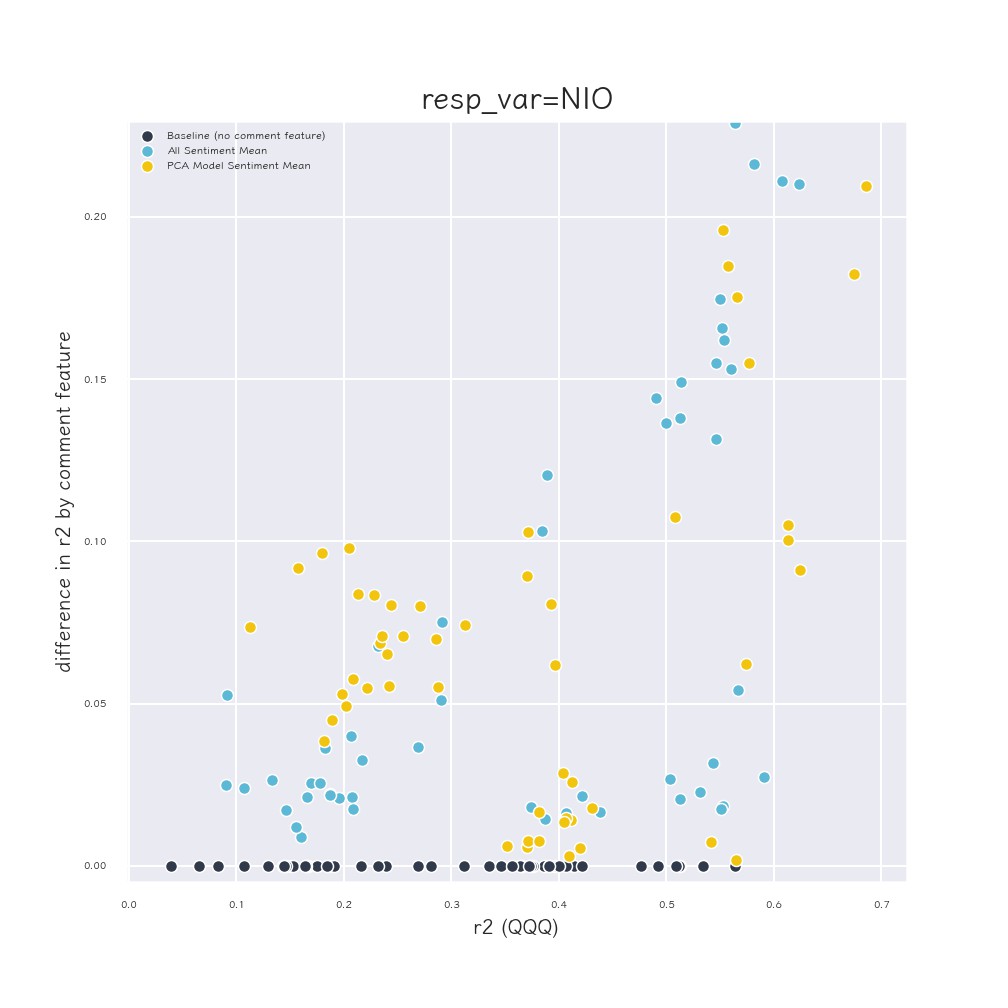 resp_var=NIO
Baseline (no comment feature)
All Sentiment Mean
PCA Model Sentiment Mean
difference in r2 by comment feature
0.20
0.15
0.10
0.05
0.00
0.0 0.1 0.2 0.3 0.4 0.5 0.6 0.7
r2 (QQQ)